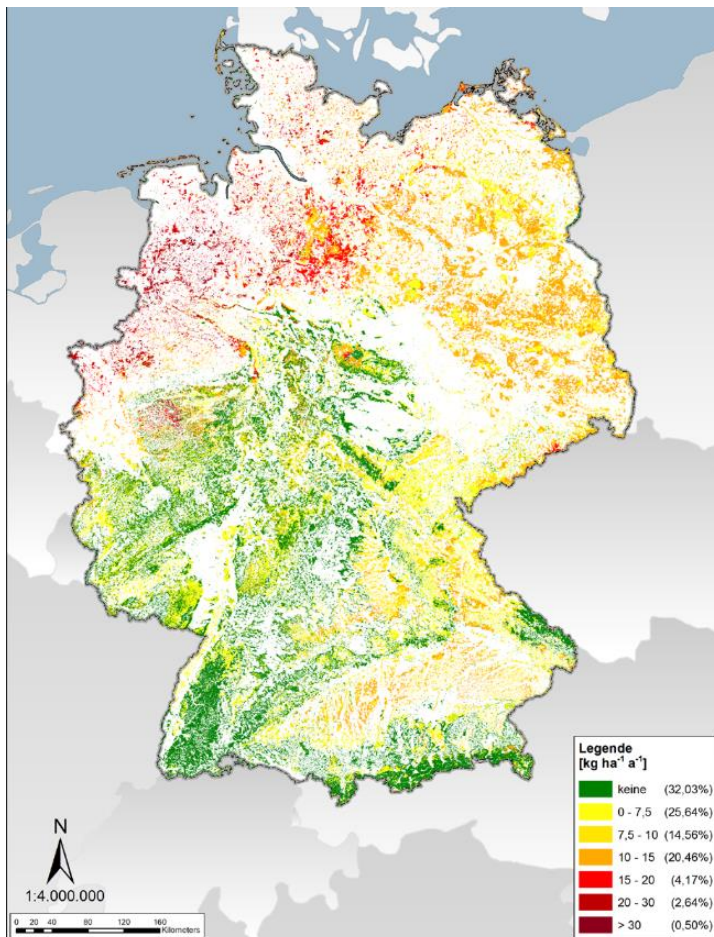 Legende
[kg ha⁻¹ a⁻¹]
keine (32,03%)
0 - 7,5 (25,64%)
7,5 - 10 (14,56%)
10 - 15 (20,46%)
15 - 20 (4,17%)
20 - 30 (2,64%)
> 30 (0,50%)
N
1:4.000.000
0 20 40 80 120 160
Kilometers